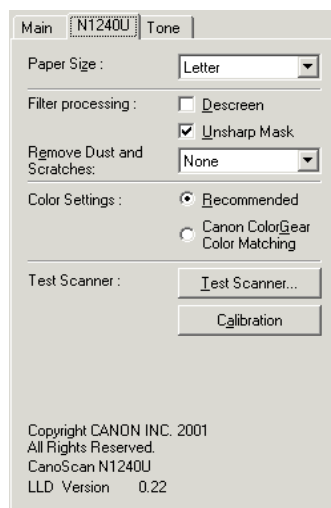 Main N1240U Tone
Paper Size : Letter
Filter processing : Descreen
Unsharp Mask
Remove Dust and
Scratches: None
Color Settings : Recommended
Canon ColorGear
Color Matching
Test Scanner : Test Scanner...
Calibration
Copyright CANON INC. 2001
All Rights Reserved.
CanoScan N1240U
LLD Version 0.22